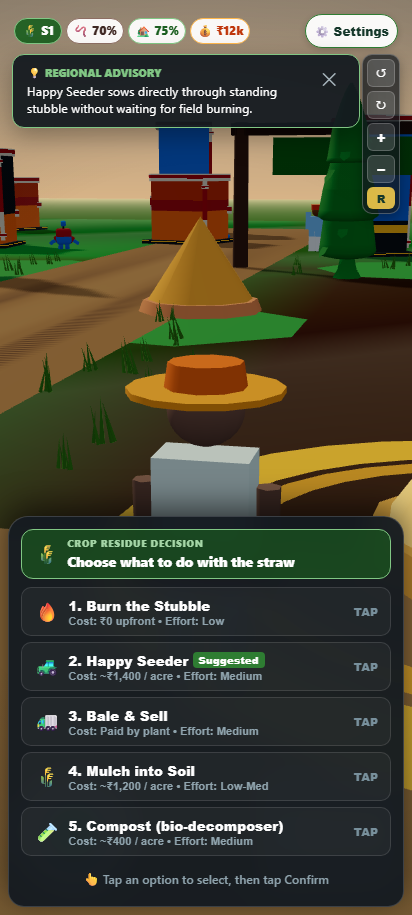 S1
70%
75%
₹12k
Settings
REGIONAL ADVISORY
Happy Seeder sows directly through standing
stubble without waiting for field burning.
R
CROP RESIDUE DECISION
Choose what to do with the straw
1. Burn the Stubble
Cost: ₹0 upfront • Effort: Low
TAP
2. Happy Seeder Suggested
Cost: ~₹1,400 / acre • Effort: Medium
TAP
3. Bale & Sell
Cost: Paid by plant • Effort: Medium
TAP
4. Mulch into Soil
Cost: ~₹1,200 / acre • Effort: Low-Med
TAP
5. Compost (bio-decomposer)
Cost: ~₹400 / acre • Effort: Medium
TAP
Tap an option to select, then tap Confirm